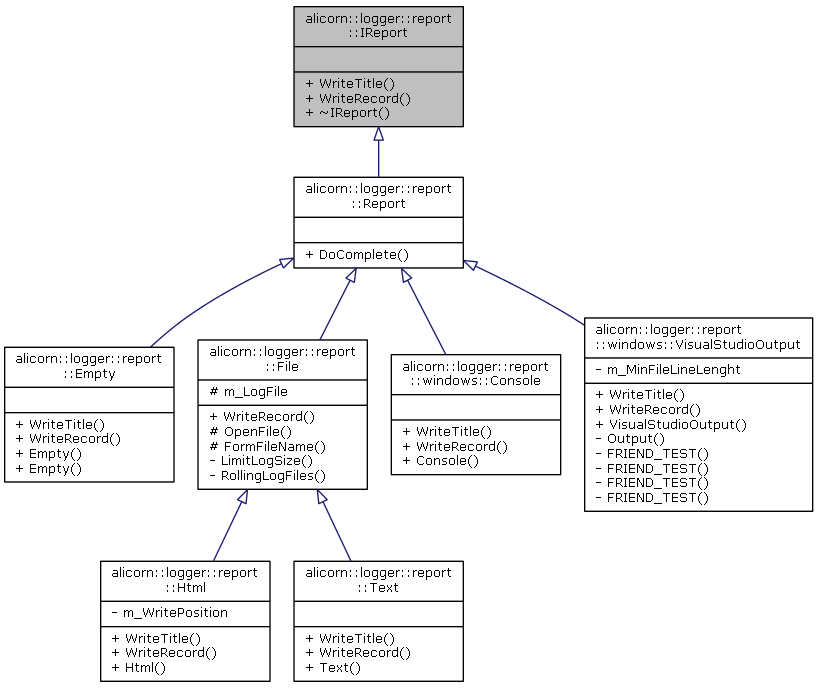 alicorn::logger::report
::IReport
+ WriteTitle()
+ WriteRecord()
+ ~IReport()
alicorn::logger::report
::Report
+ DoComplete()
alicorn::logger::report
::Empty
+ WriteTitle()
+ WriteRecord()
+ Empty()
+ Empty()
alicorn::logger::report
::File
# m_LogFile
+ WriteRecord()
# OpenFile()
# FormFileName()
- LimitLogSize()
- RollingLogFiles()
alicorn::logger::report
::windows::Console
+ WriteTitle()
+ WriteRecord()
+ Console()
alicorn::logger::report
::windows::VisualStudioOutput
- m_MinFileLineLenght
+ WriteTitle()
+ WriteRecord()
+ VisualStudioOutput()
- Output()
- FRIEND_TEST()
- FRIEND_TEST()
- FRIEND_TEST()
- FRIEND_TEST()
alicorn::logger::report
::Html
- m_WritePosition
+ WriteTitle()
+ WriteRecord()
+ Html()
alicorn::logger::report
::Text
+ WriteTitle()
+ WriteRecord()
+ Text()